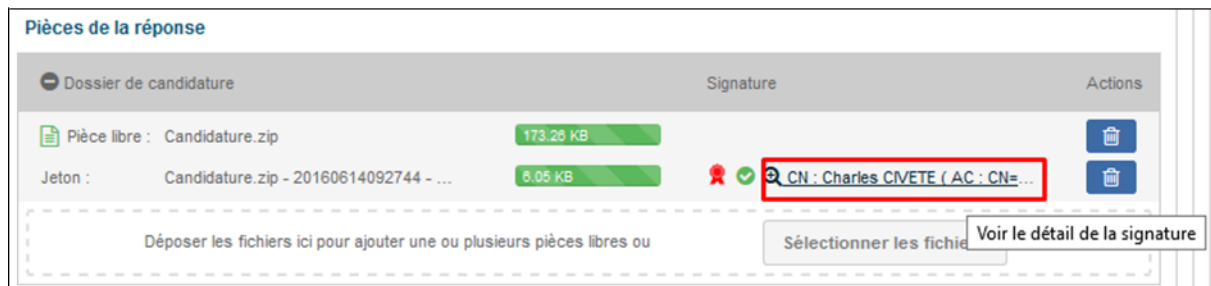 Pièces de la réponse
Dossier de candidature Signature Actions
Pièce libre : Candidature.zip 173.26 KB
Jeton : Candidature.zip - 20160614092744 - ... 6.05 KB CN : Charles CIVETE ( AC : CN=...
Déposer les fichiers ici pour ajouter une ou plusieurs pièces libres ou Sélectionner les fichie
Voir le détail de la signature